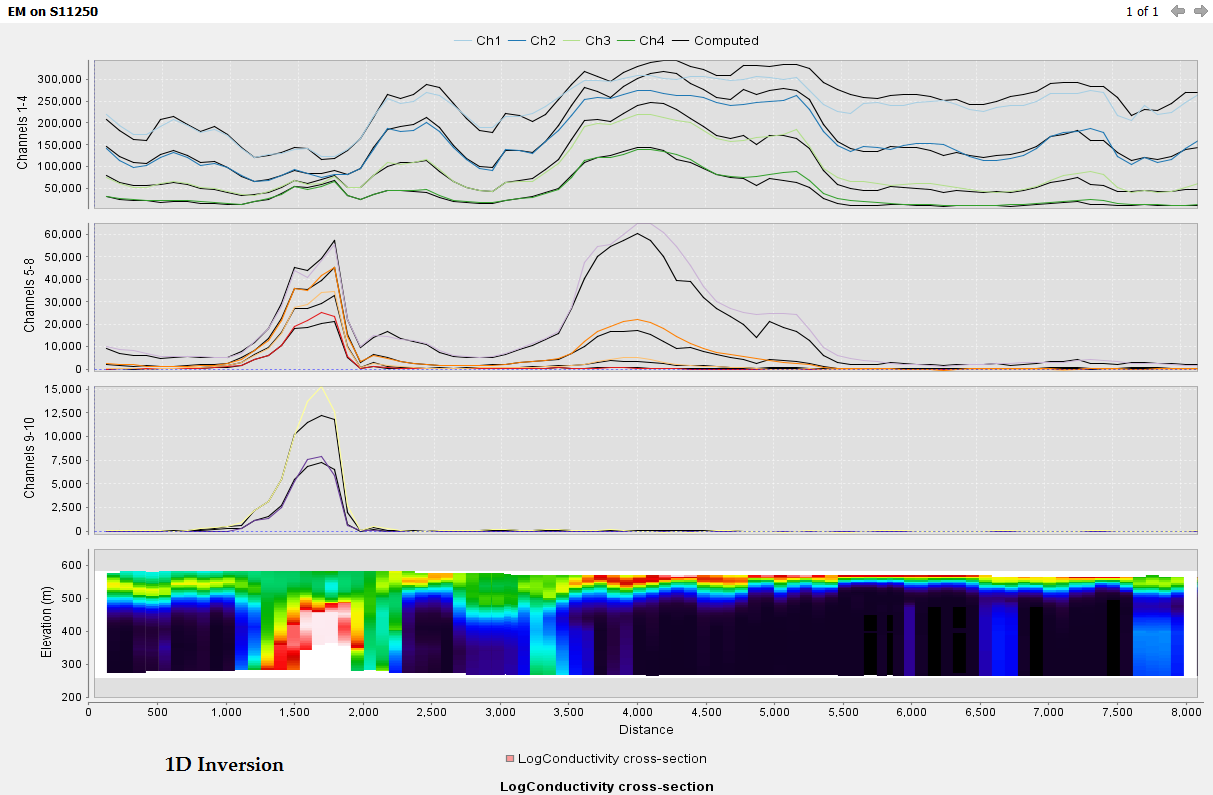 EM on S11250
1 of 1
Ch1 Ch2 Ch3 Ch4 Computed
Channels 1-4
300,000
250,000
200,000
150,000
100,000
50,000
Channels 5-8
60,000
50,000
40,000
30,000
20,000
10,000
0
Channels 9-10
15,000
12,500
10,000
7,500
5,000
2,500
0
Elevation (m)
600
500
400
300
200
0 500 1,000 1,500 2,000 2,500 3,000 3,500 4,000 4,500 5,000 5,500 6,000 6,500 7,000 7,500 8,000
Distance
1D Inversion
LogConductivity cross-section
LogConductivity cross-section